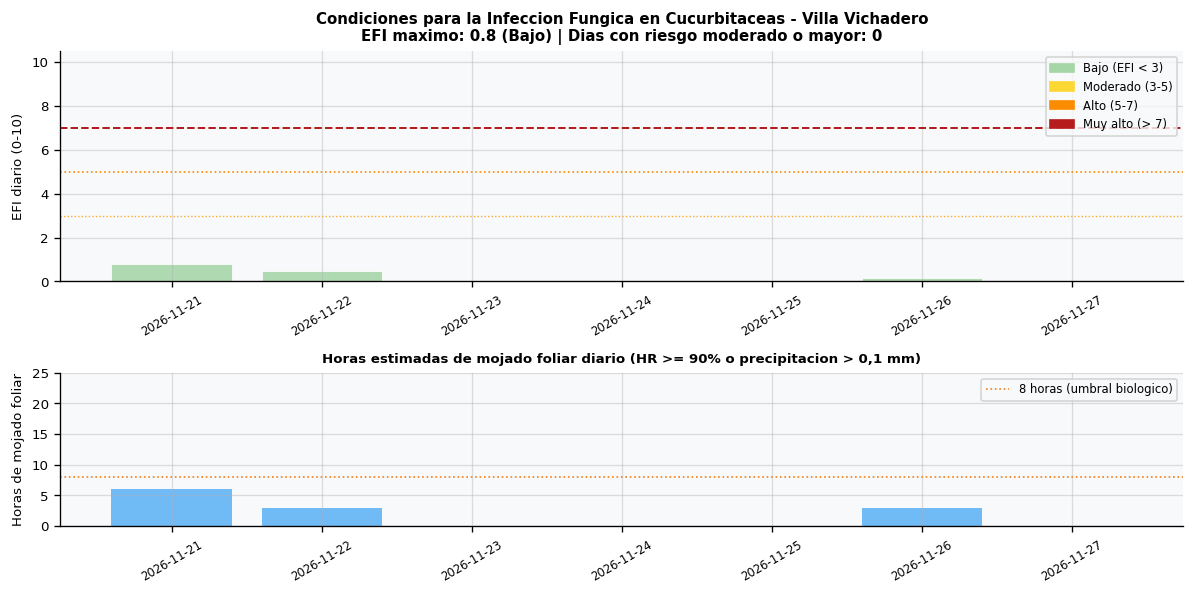 Condiciones para la Infeccion Fungica en Cucurbitaceas - Villa Vichadero
EFI maximo: 0.8 (Bajo) | Dias con riesgo moderado o mayor: 0
EFI diario (0-10)
10
8
6
4
2
0
Bajo (EFI < 3)
Moderado (3-5)
Alto (5-7)
Muy alto (> 7)
2026-11-21
2026-11-22
2026-11-23
2026-11-24
2026-11-25
2026-11-26
2026-11-27
Horas estimadas de mojado foliar diario (HR >= 90% o precipitacion > 0,1 mm)
Horas de mojado foliar
25
20
15
10
5
0
8 horas (umbral biologico)
2026-11-21
2026-11-22
2026-11-23
2026-11-24
2026-11-25
2026-11-26
2026-11-27